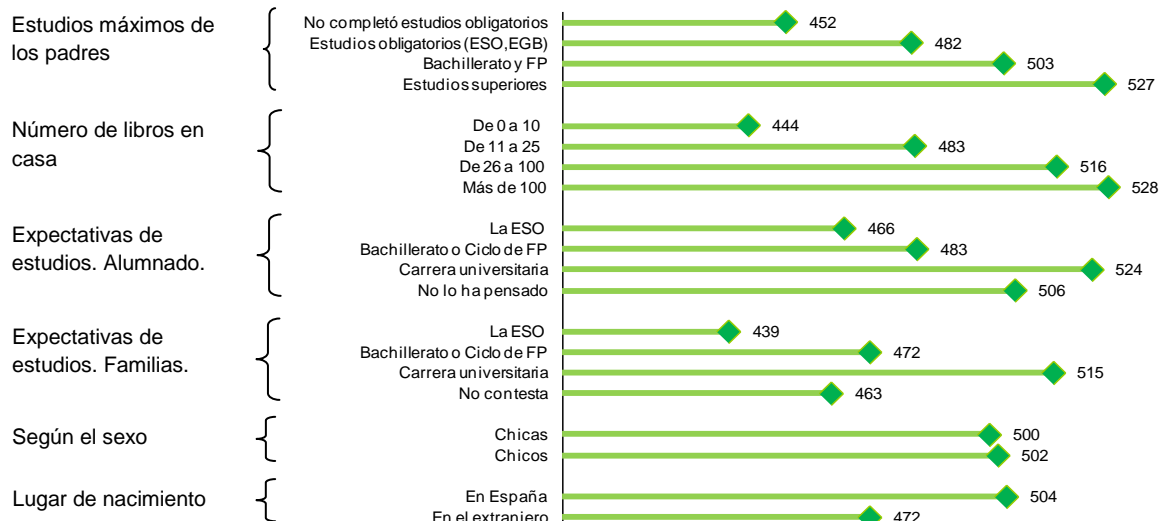 Estudios máximos de
los padres
No completó estudios obligatorios 452
Estudios obligatorios (ESO,EGB) 482
Bachillerato y FP 503
Estudios superiores 527
Número de libros en
casa
De 0 a 10 444
De 11 a 25 483
De 26 a 100 516
Más de 100 528
Expectativas de
estudios. Alumnado.
La ESO 466
Bachillerato o Ciclo de FP 483
Carrera universitaria 524
No lo ha pensado 506
Expectativas de
estudios. Familias.
La ESO 439
Bachillerato o Ciclo de FP 472
Carrera universitaria 515
No contesta 463
Según el sexo
Chicas 500
Chicos 502
Lugar de nacimiento
En España 504
En el extranjero 472